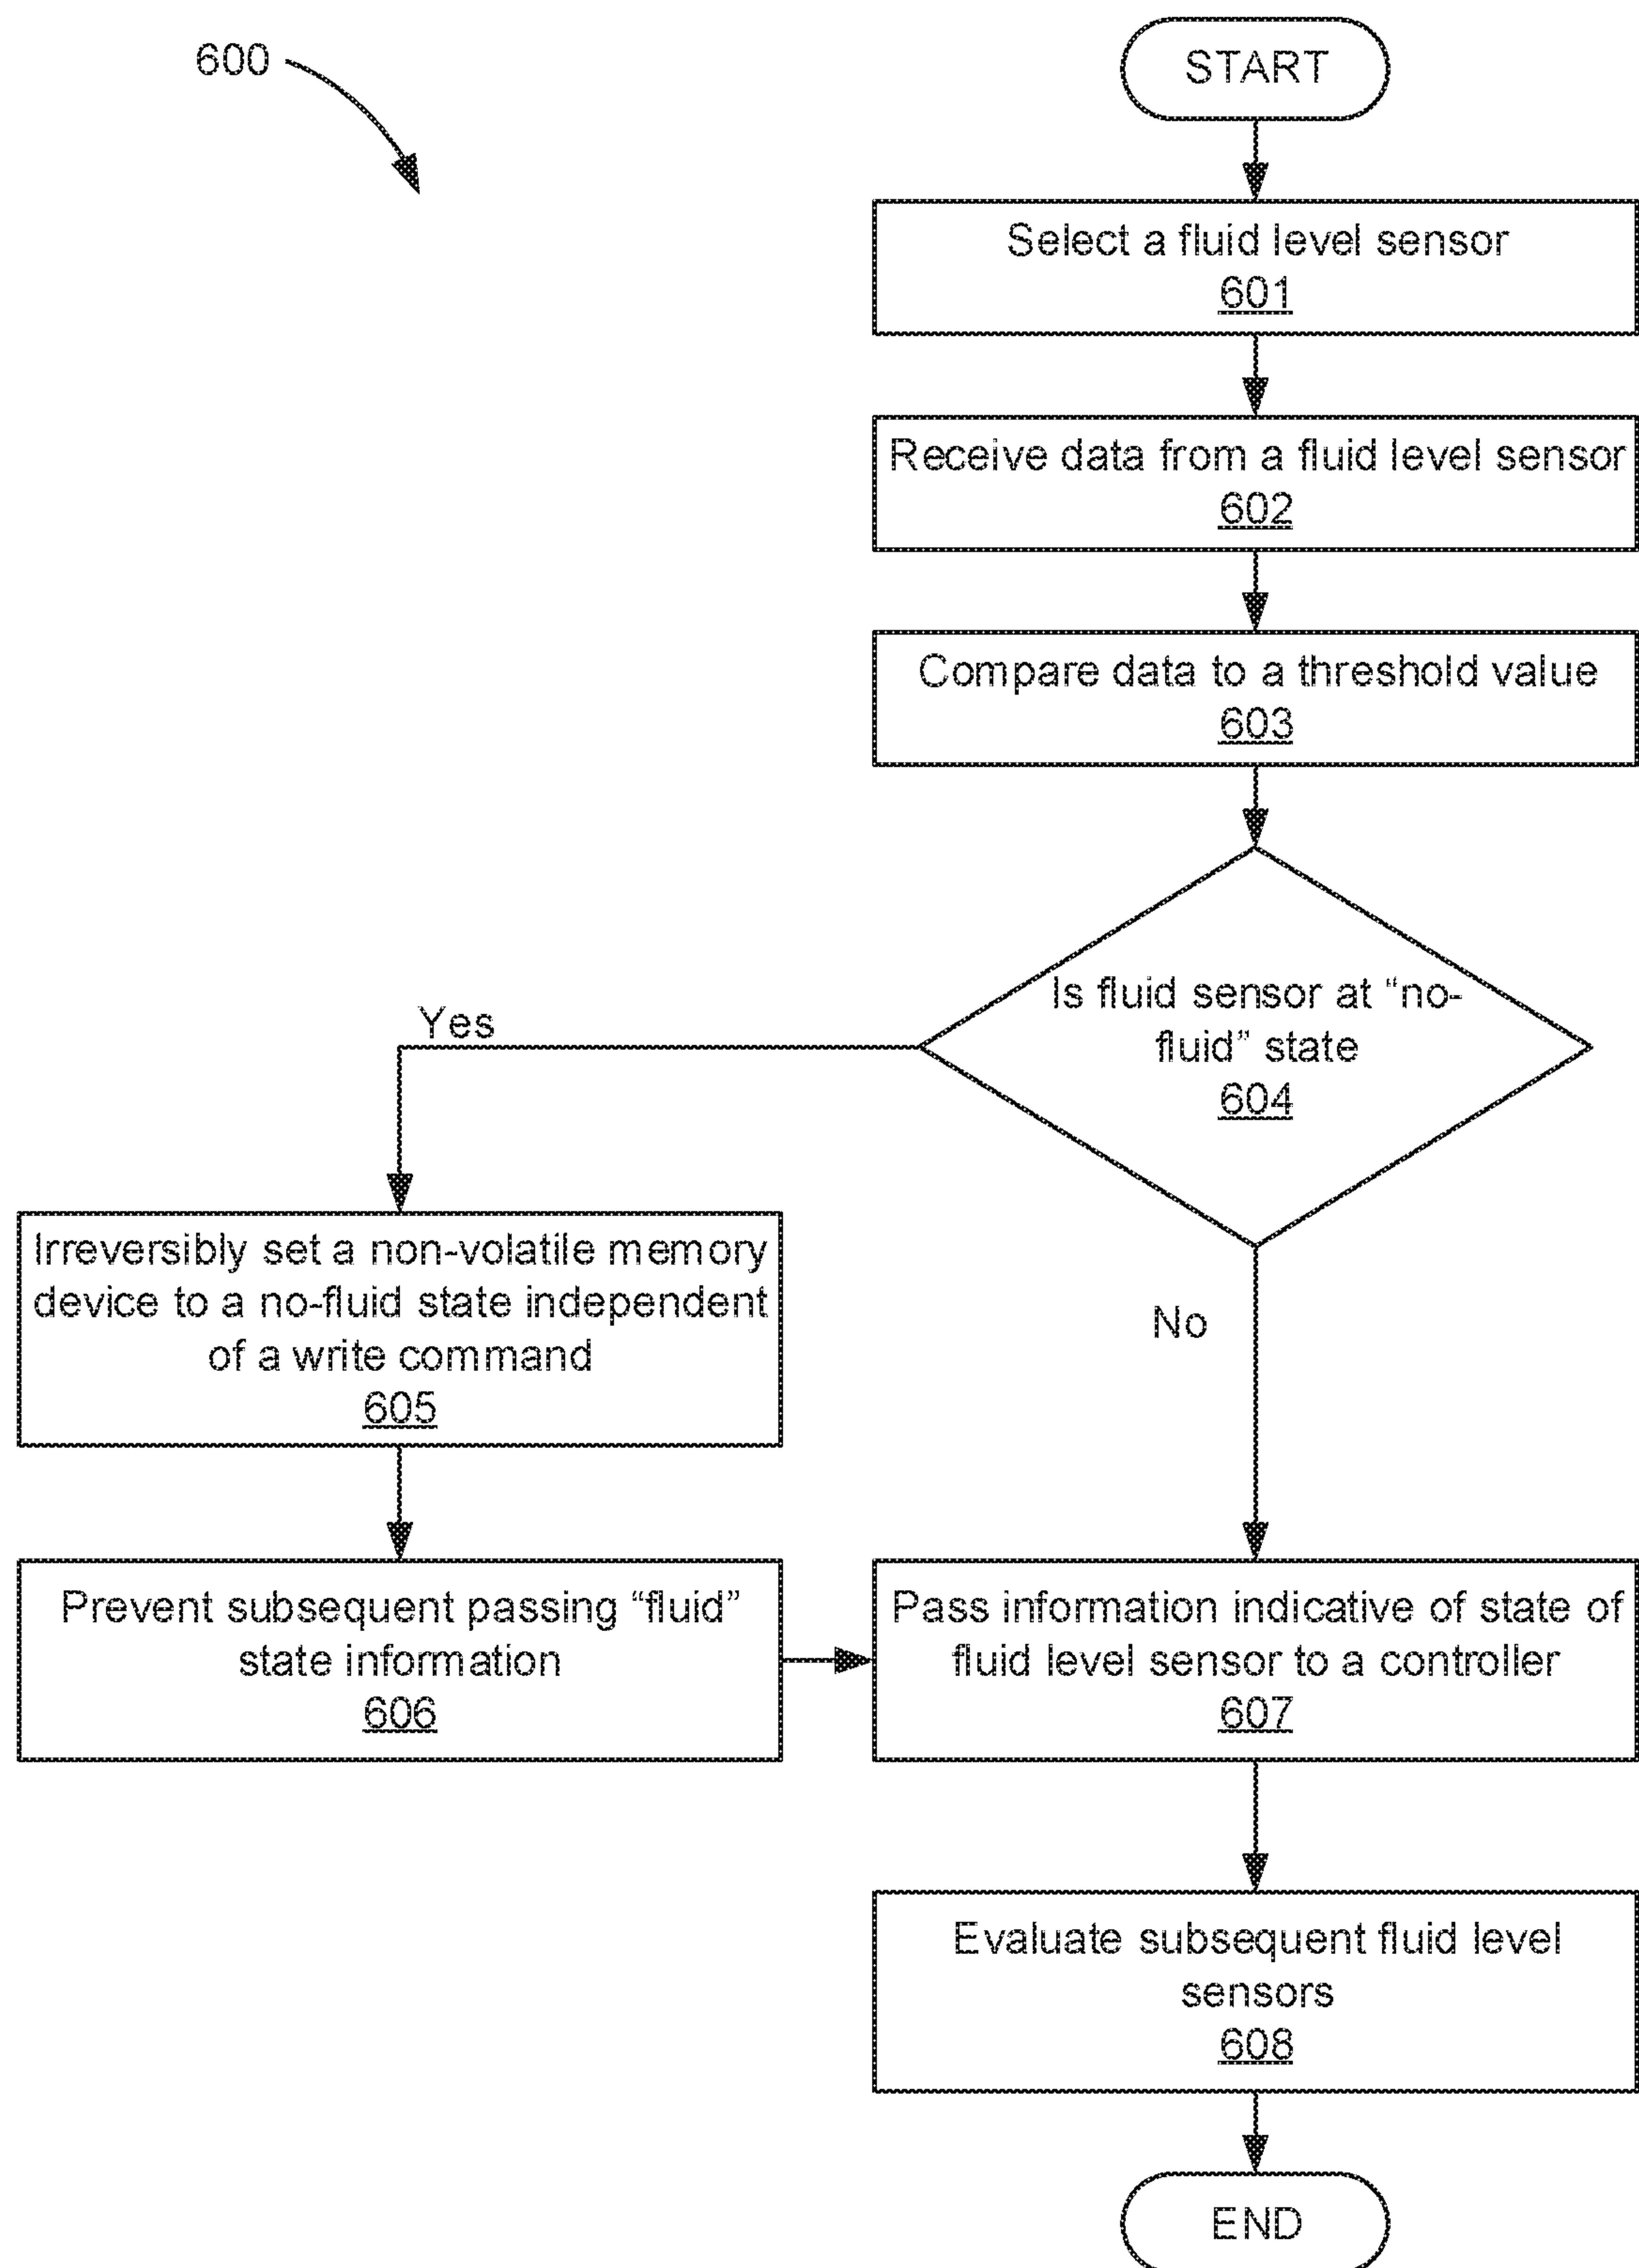 600
START
Select a fluid level sensor
601
Receive data from a fluid level sensor
602
Compare data to a threshold value
603
Is fluid sensor at “no-
fluid” state
604
Yes
No
Irreversibly set a non-volatile memory
device to a no-fluid state independent
of a write command
605
Prevent subsequent passing “fluid”
state information
606
Pass information indicative of state of
fluid level sensor to a controller
607
Evaluate subsequent fluid level
sensors
608
END